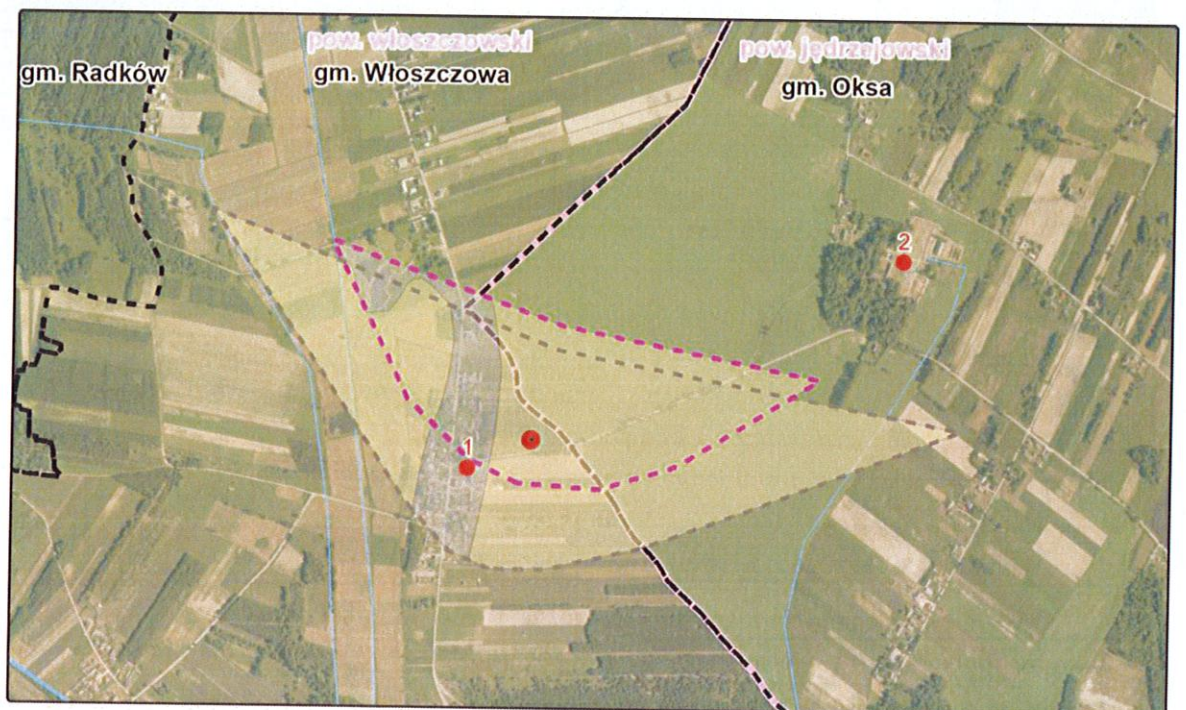 pow. włoszczowski
pow. jędrzejowski
gm. Radków
gm. Włoszczowa
gm. Oksa
2
1